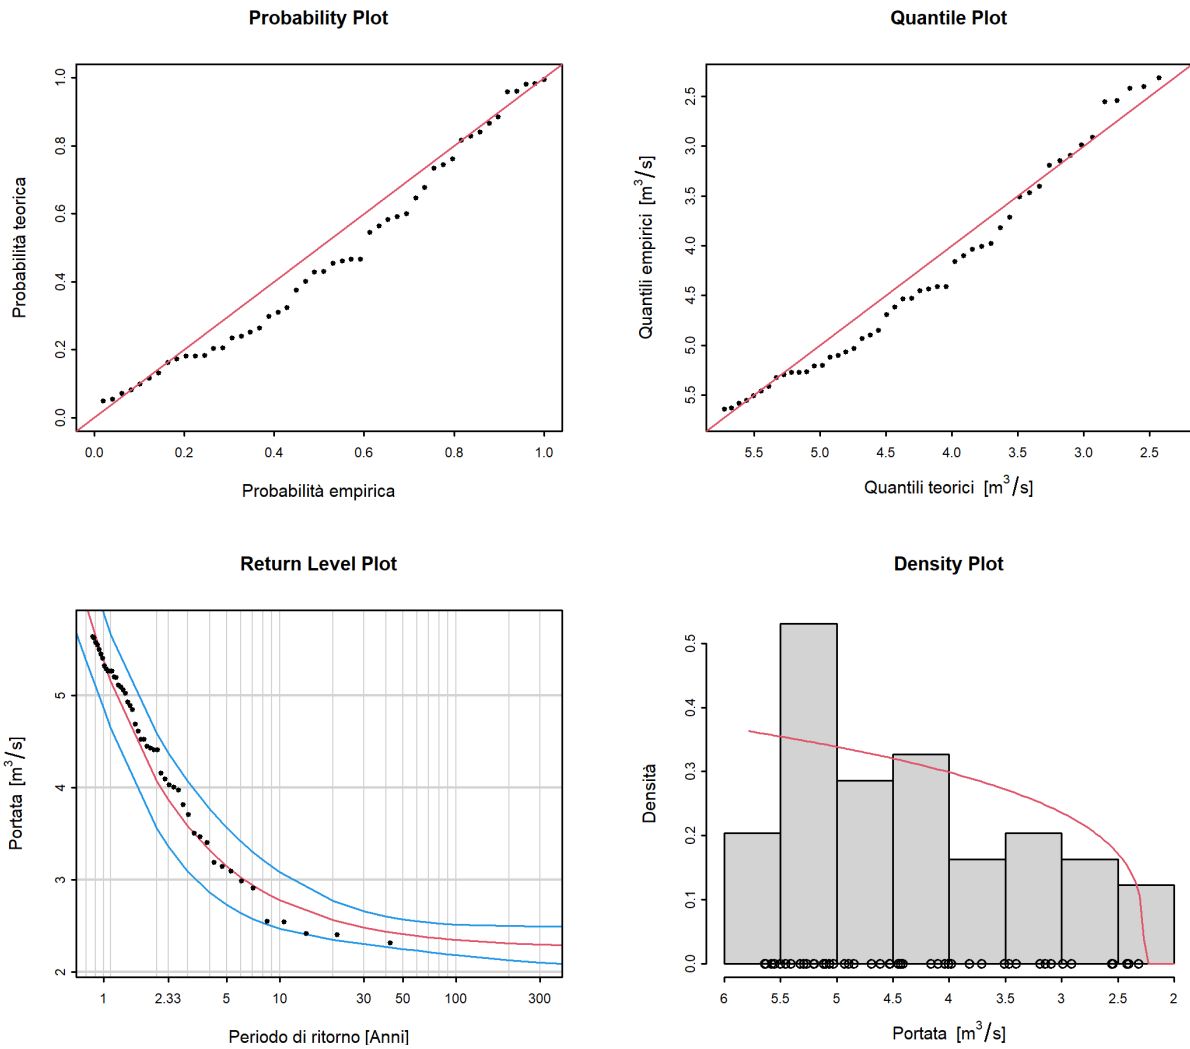 Probability Plot
Probabilità teorica
0.0 0.2 0.4 0.6 0.8 1.0
0.0 0.2 0.4 0.6 0.8 1.0
Probabilità empirica
Quantile Plot
Quantili empirici [m³/s]
5.5 5.0 4.5 4.0 3.5 3.0 2.5
5.5 5.0 4.5 4.0 3.5 3.0 2.5
Quantili teorici [m³/s]
Return Level Plot
Portata [m³/s]
2 3 4 5
1 2.33 5 10 30 50 100 300
Periodo di ritorno [Anni]
Density Plot
Densità
0.0 0.1 0.2 0.3 0.4 0.5
6 5.5 5 4.5 4 3.5 3 2.5 2
Portata [m³/s]